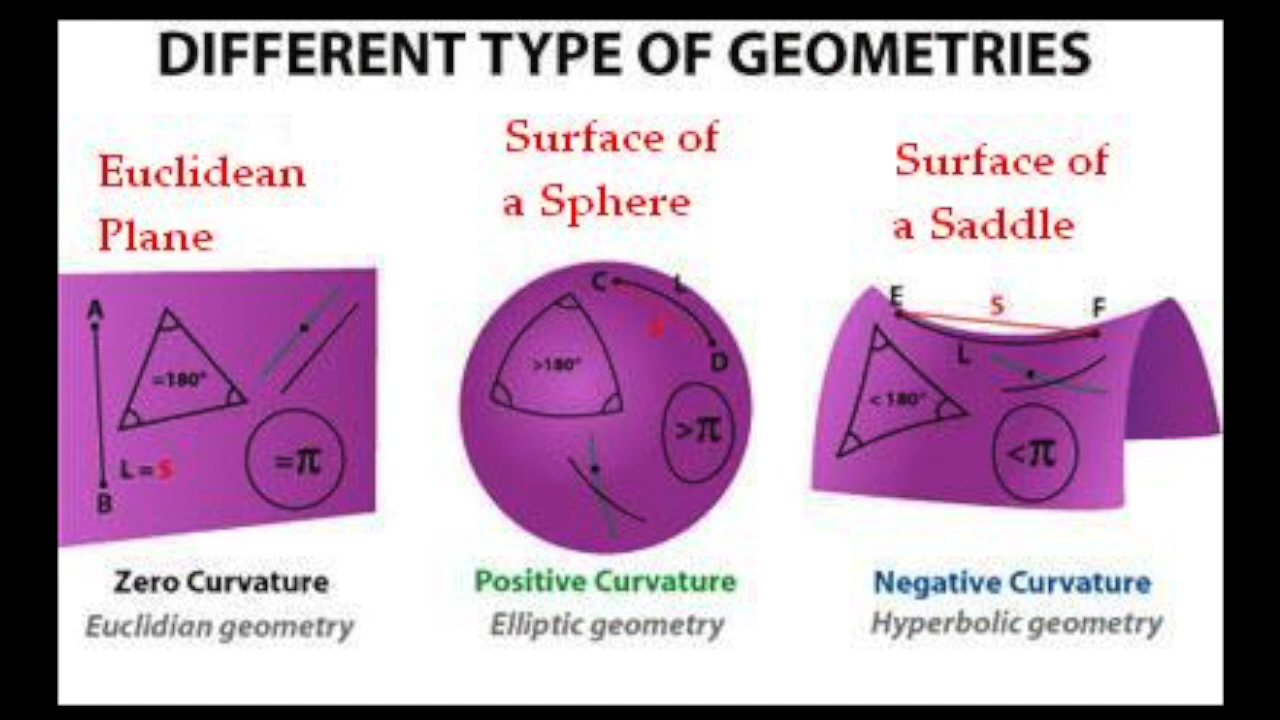 DIFFERENT TYPE OF GEOMETRIES
Euclidean
Plane
A
=180°
=π
L = S
B
Zero Curvature
Euclidian geometry
Surface of
a Sphere
C
L
S
D
>180°
>π
Positive Curvature
Elliptic geometry
Surface of
a Saddle
E
S
F
L
< 180°
<π
Negative Curvature
Hyperbolic geometry